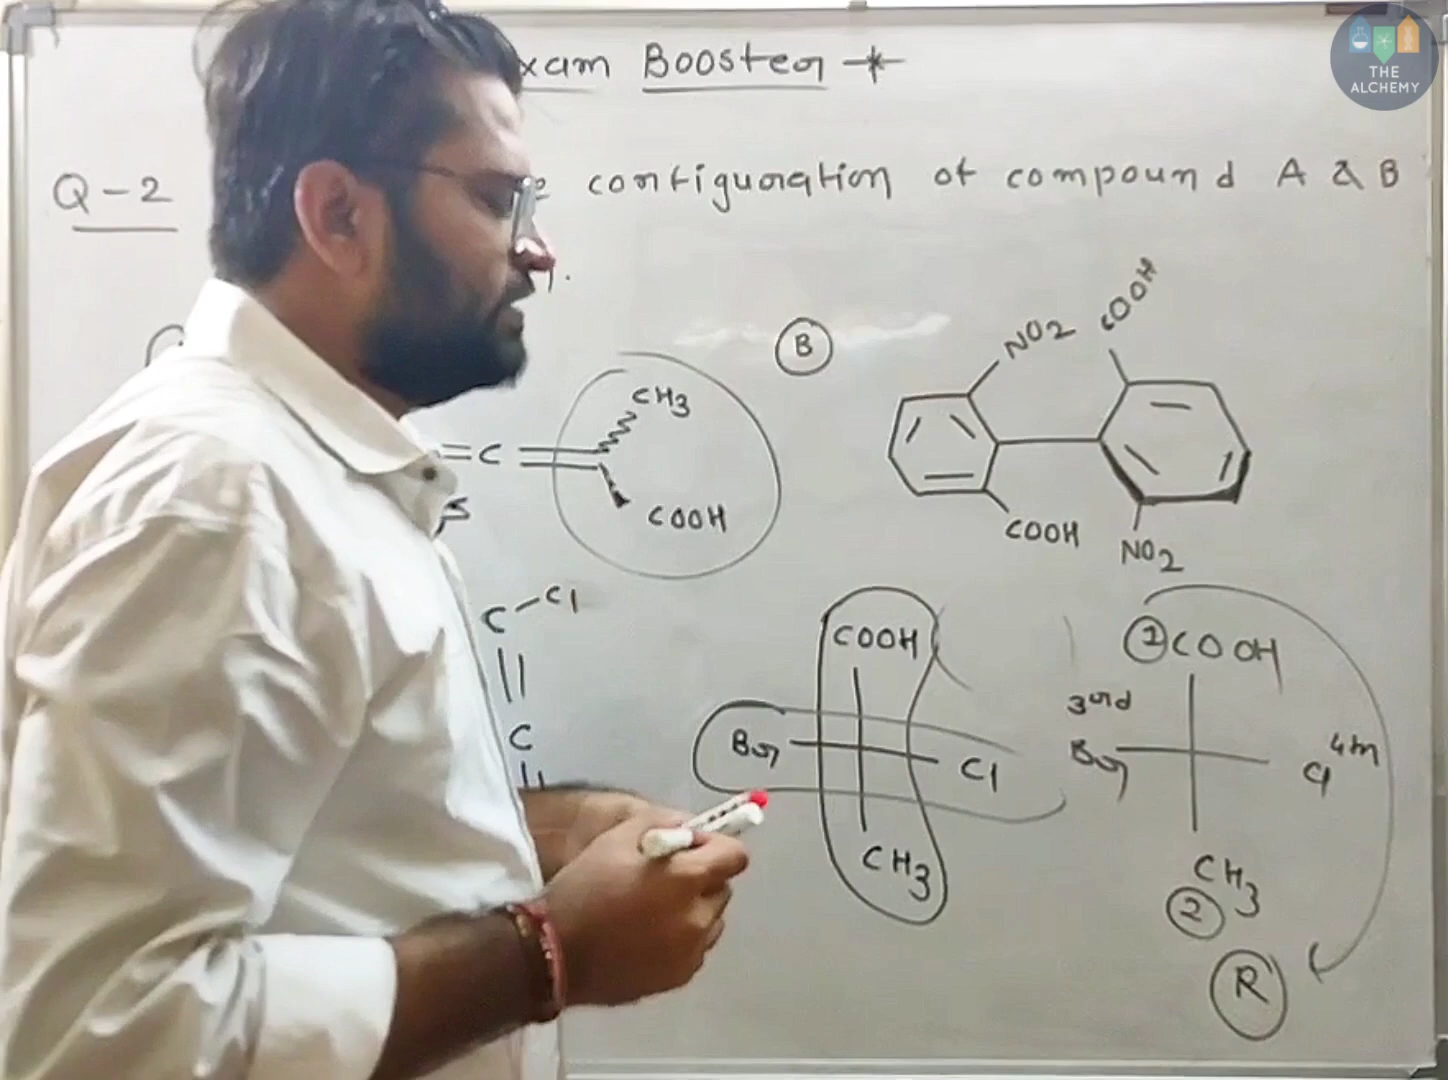 xam Booster
THE
ALCHEMY
Q-2 configuration of compound A & B
B
NO2
COOH
CH3
=C
COOH
COOH
NO2
C-Cl
C
COOH
Br
Cl
CH3
1 COOH
3rd
Br
Cl 4th
CH3
2
R